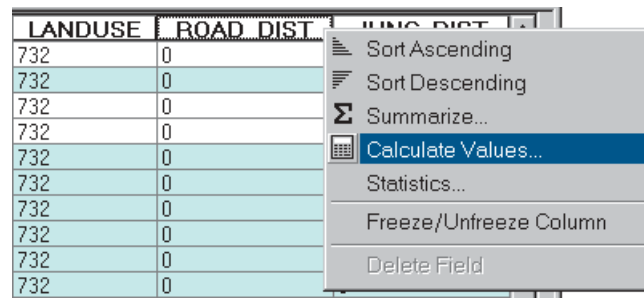 LANDUSE ROAD_DIST JUNC_DIST
732 0 Sort Ascending
732 0 Sort Descending
732 0 Σ Summarize...
732 0
732 0 Calculate Values...
732 0 Statistics...
732 0
732 0 Freeze/Unfreeze Column
732 0 Delete Field
732 0